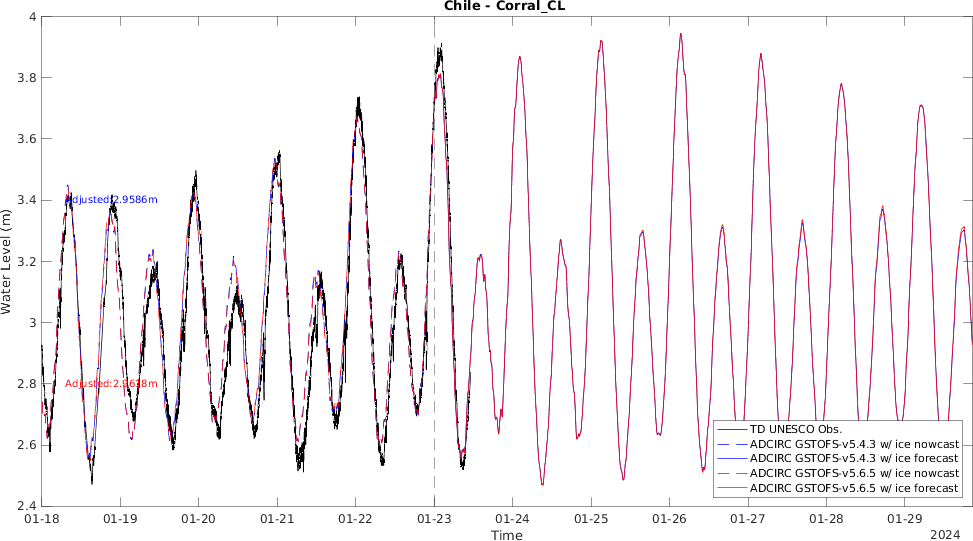 Chile - Corral_CL
4
3.8
3.6
3.4
3.2
3
2.8
2.6
2.4
Water Level (m)
Adjusted:2.9586m
Adjusted:2.9638m
TD UNESCO Obs.
ADCIRC GSTOFS-v5.4.3 w/ ice nowcast
ADCIRC GSTOFS-v5.4.3 w/ ice forecast
ADCIRC GSTOFS-v5.6.5 w/ ice nowcast
ADCIRC GSTOFS-v5.6.5 w/ ice forecast
01-18 01-19 01-20 01-21 01-22 01-23 01-24 01-25 01-26 01-27 01-28 01-29
Time
2024